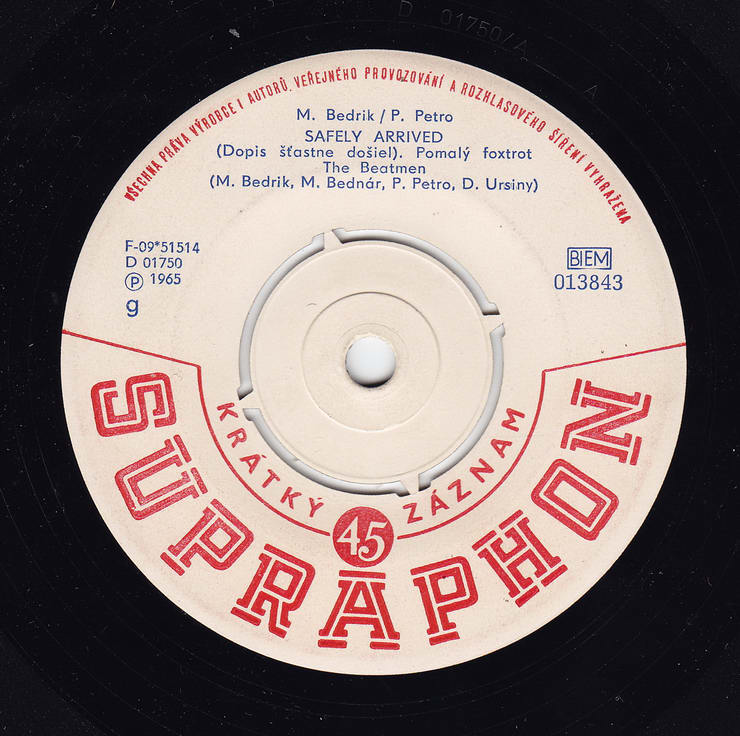 D 01750/A
VŠECHNA PRÁVA VÝROBCE I AUTORŮ, VEŘEJNÉHO PROVOZOVÁNÍ A ROZHLASOVÉHO ŠÍŘENÍ VYHRAŽENA
M. Bedrik / P. Petro
SAFELY ARRIVED
(Dopis šťastne došiel). Pomalý foxtrot
The Beatmen
(M. Bedrik, M. Bednár, P. Petro, D. Ursiny)
F-09*51514
D 01750
Ⓟ 1965
g
BIEM
013843
KRÁTKÝ 45 ZÁZNAM
SUPRAPHON